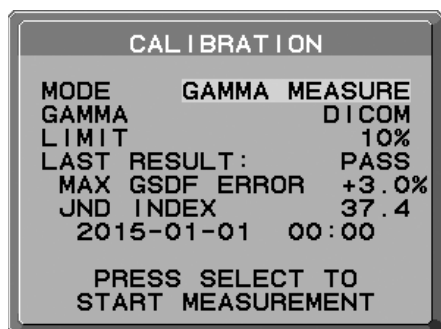 CALIBRATION
MODE GAMMA MEASURE
GAMMA DICOM
LIMIT 10%
LAST RESULT: PASS
MAX GSDF ERROR +3.0%
JND INDEX 37.4
2015-01-01 00:00
PRESS SELECT TO
START MEASUREMENT